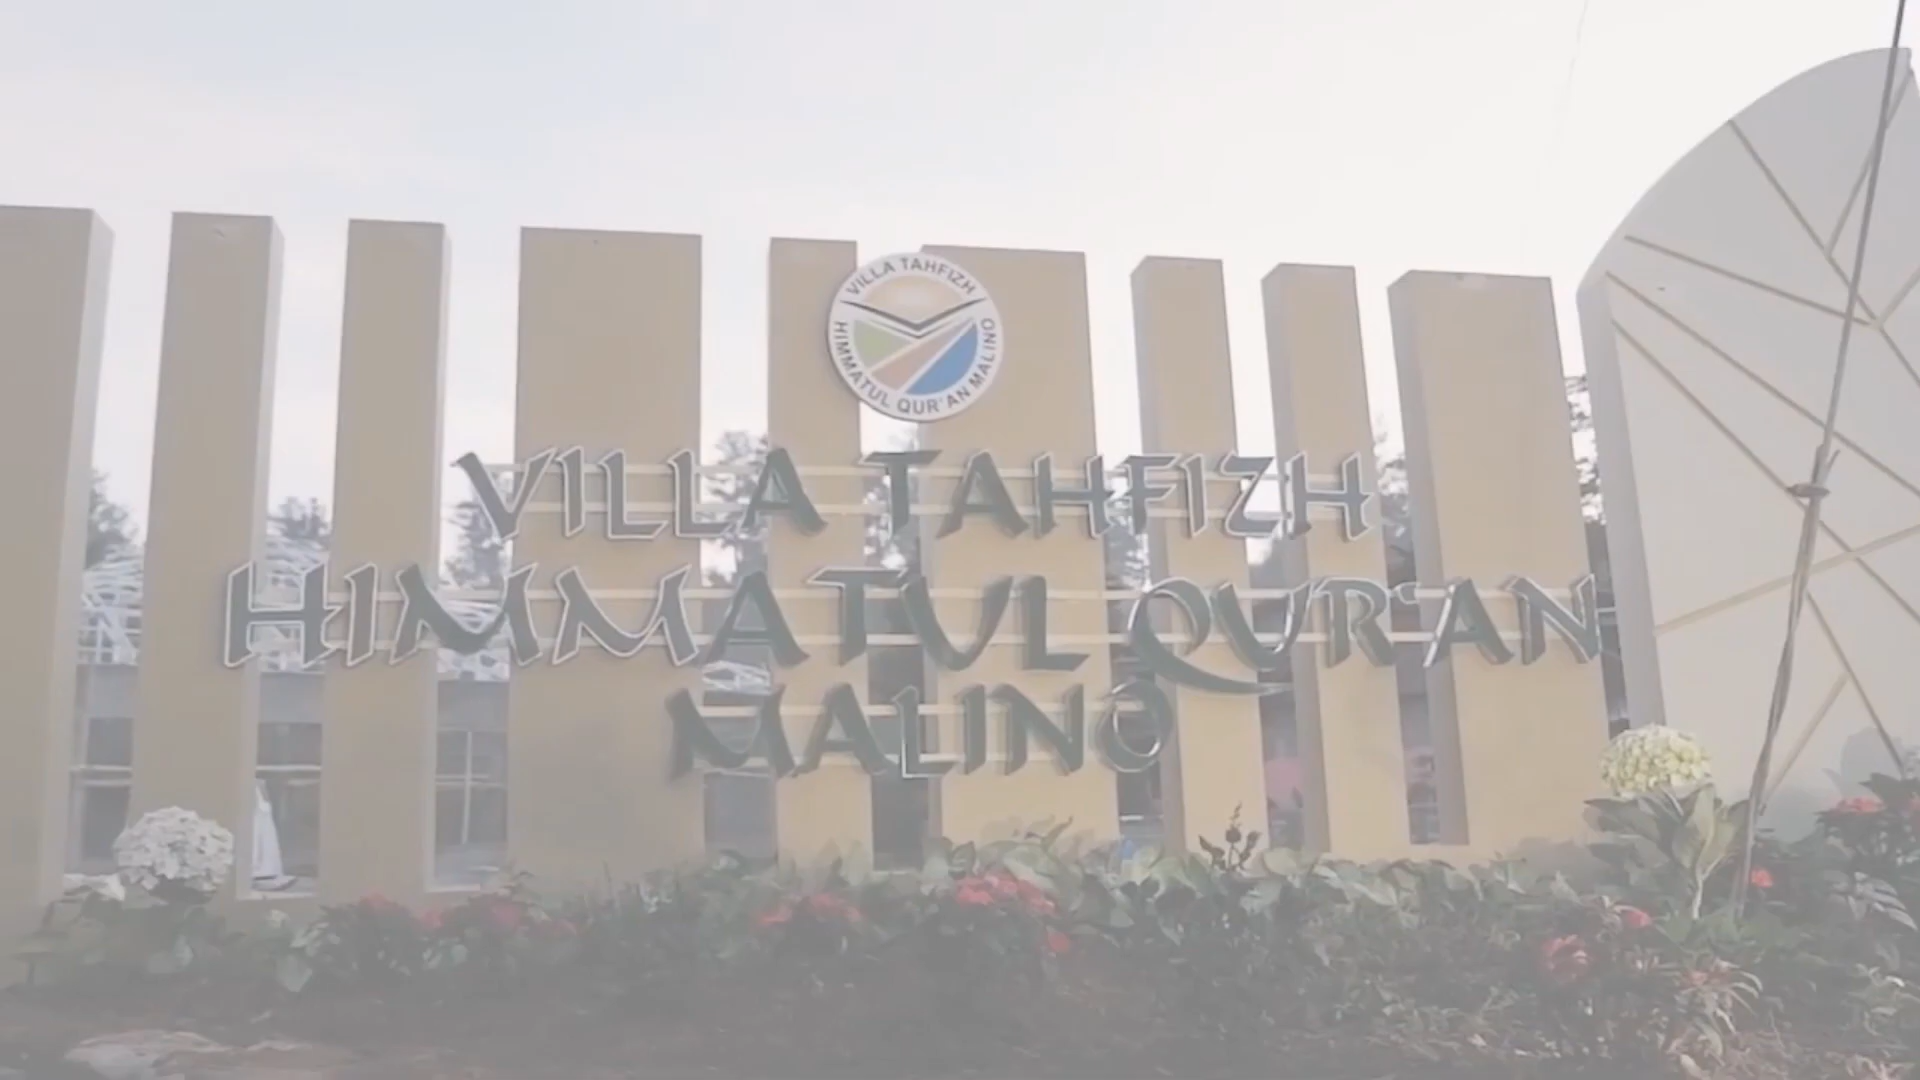 VILLA TAHFIZH
HIMMATUL QUR'AN MALINO
VILLA TAHFIZH
HIMMATUL QUR'AN
MALINO